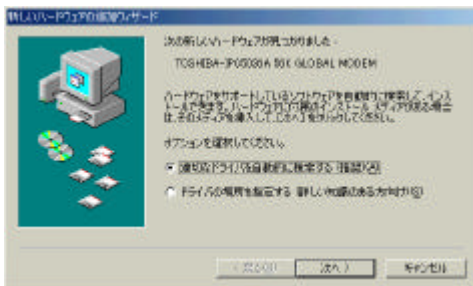 新しいハードウェアの追加ウィザード
次の新しいハードウェアが見つかりました :
TOSHIBA-IP05036A 56K GLOBAL MODEM
ハードウェアをサポートしているソフトウェアを自動的に検索して、インス
トールできます。ハードウェアに付属のインストール メディアがある場合
は、そのメディアを挿入して、[次へ] をクリックしてください。
オプションを選択してください。
適切なドライバを自動的に検索する (推奨)(A)
ドライバの場所を指定する (詳しい知識のある方向け)(S)
< 戻る(B)
次へ >
キャンセル